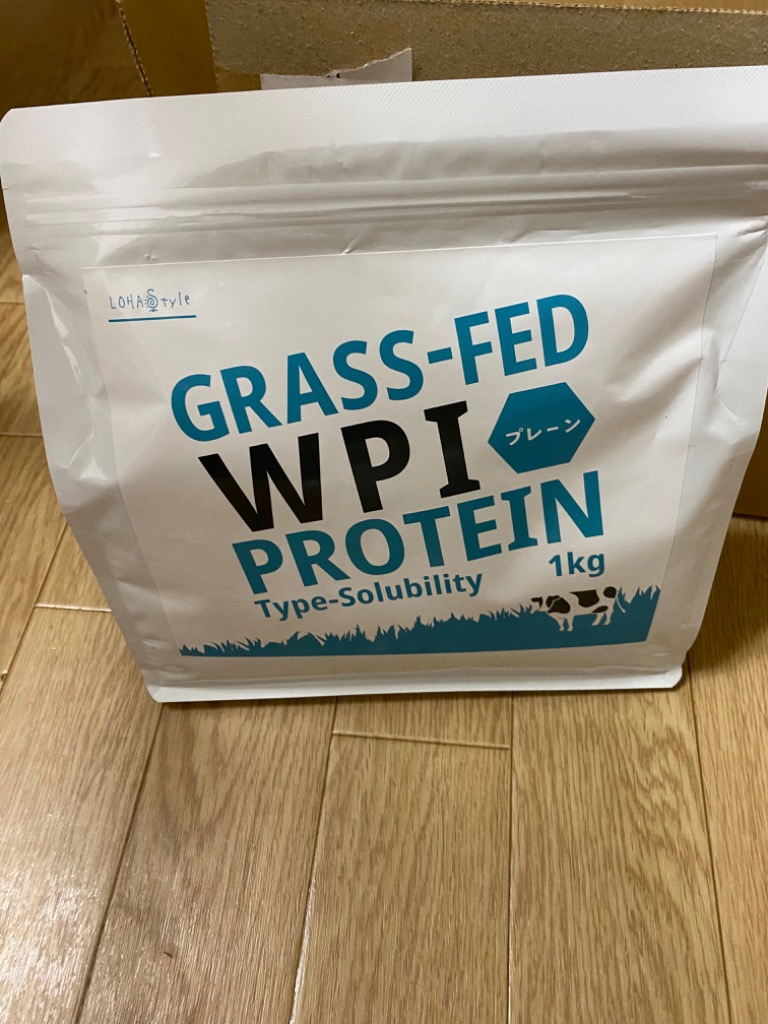 LOHAStyle
GRASS-FED
WPI
プレーン
PROTEIN
Type-Solubility
1kg